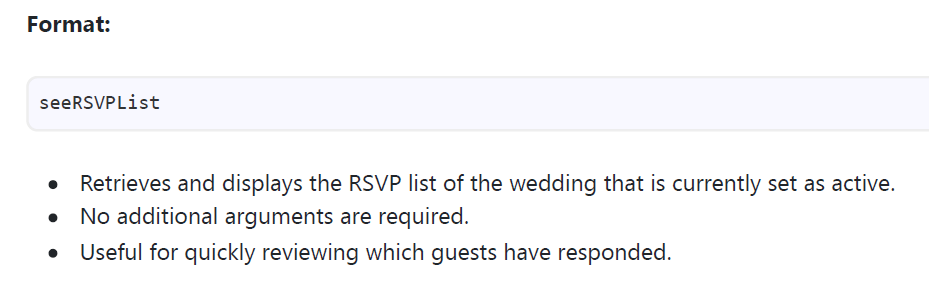 Format:
seeRSVPList
Retrieves and displays the RSVP list of the wedding that is currently set as active.
No additional arguments are required.
Useful for quickly reviewing which guests have responded.